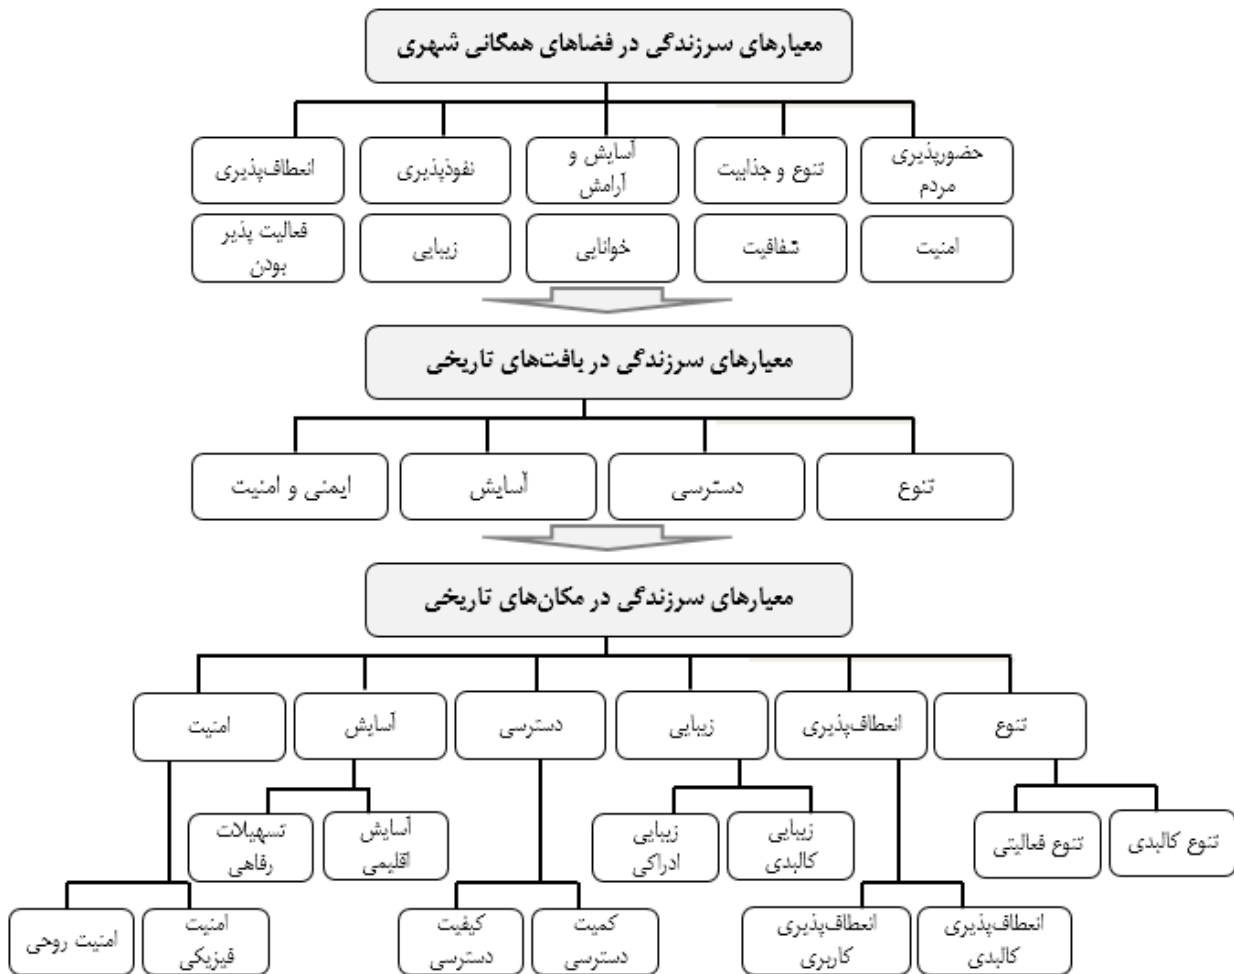 معیارهای سرزندگی در فضاهای همگانی شهری
حضورپذیری
مردم
تنوع و جذابیت
آسایش و
آرامش
نفوذپذیری
انعطاف‌پذیری
امنیت
شفافیت
خوانایی
زیبایی
فعالیت پذیر
بودن
معیارهای سرزندگی در بافت‌های تاریخی
تنوع
دسترسی
آسایش
ایمنی و امنیت
معیارهای سرزندگی در مکان‌های تاریخی
تنوع
انعطاف‌پذیری
زیبایی
دسترسی
آسایش
امنیت
تنوع کالبدی
تنوع فعالیتی
زیبایی
کالبدی
زیبایی
ادراکی
آسایش
اقلیمی
تسهیلات
رفاهی
انعطاف‌پذیری
کالبدی
انعطاف‌پذیری
کاربری
کمیت
دسترسی
کیفیت
دسترسی
امنیت
فیزیکی
امنیت روحی